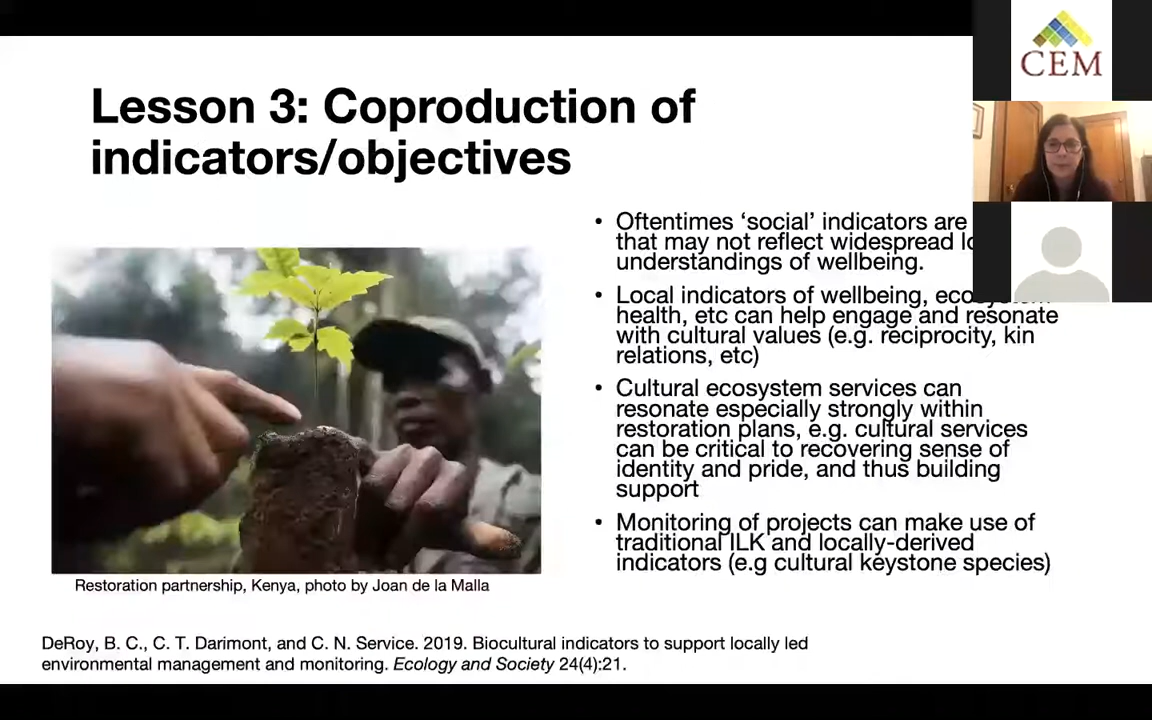 CEM
Lesson 3: Coproduction of
indicators/objectives
• Oftentimes ‘social’ indicators are
that may not reflect widespread
understandings of wellbeing.
• Local indicators of wellbeing,
health, etc can help engage and resonate
with cultural values (e.g. reciprocity, kin
relations, etc)
• Cultural ecosystem services can
resonate especially strongly within
restoration plans, e.g. cultural services
can be critical to recovering sense of
identity and pride, and thus building
support
• Monitoring of projects can make use of
traditional ILK and locally-derived
indicators (e.g cultural keystone species)
Restoration partnership, Kenya, photo by Joan de la Malla
DeRoy, B. C., C. T. Darimont, and C. N. Service. 2019. Biocultural indicators to support locally led
environmental management and monitoring. Ecology and Society 24(4):21.